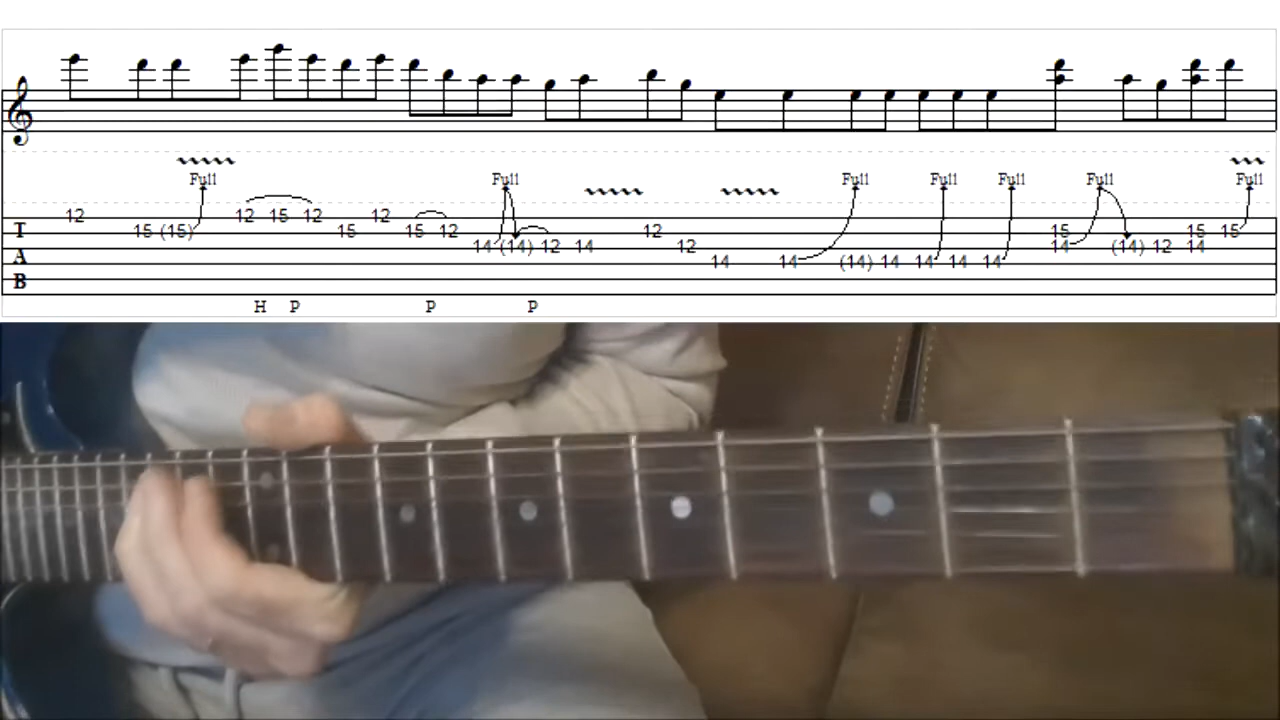 Full Full Full Full Full Full Full
12 12 15 12 12
T 15 (15) 15 15 12 12 15 15 15
14 (14) 12 14 12 14 (14) 12 14
A 14 14 (14) 14 14 14 14
B
H P P P